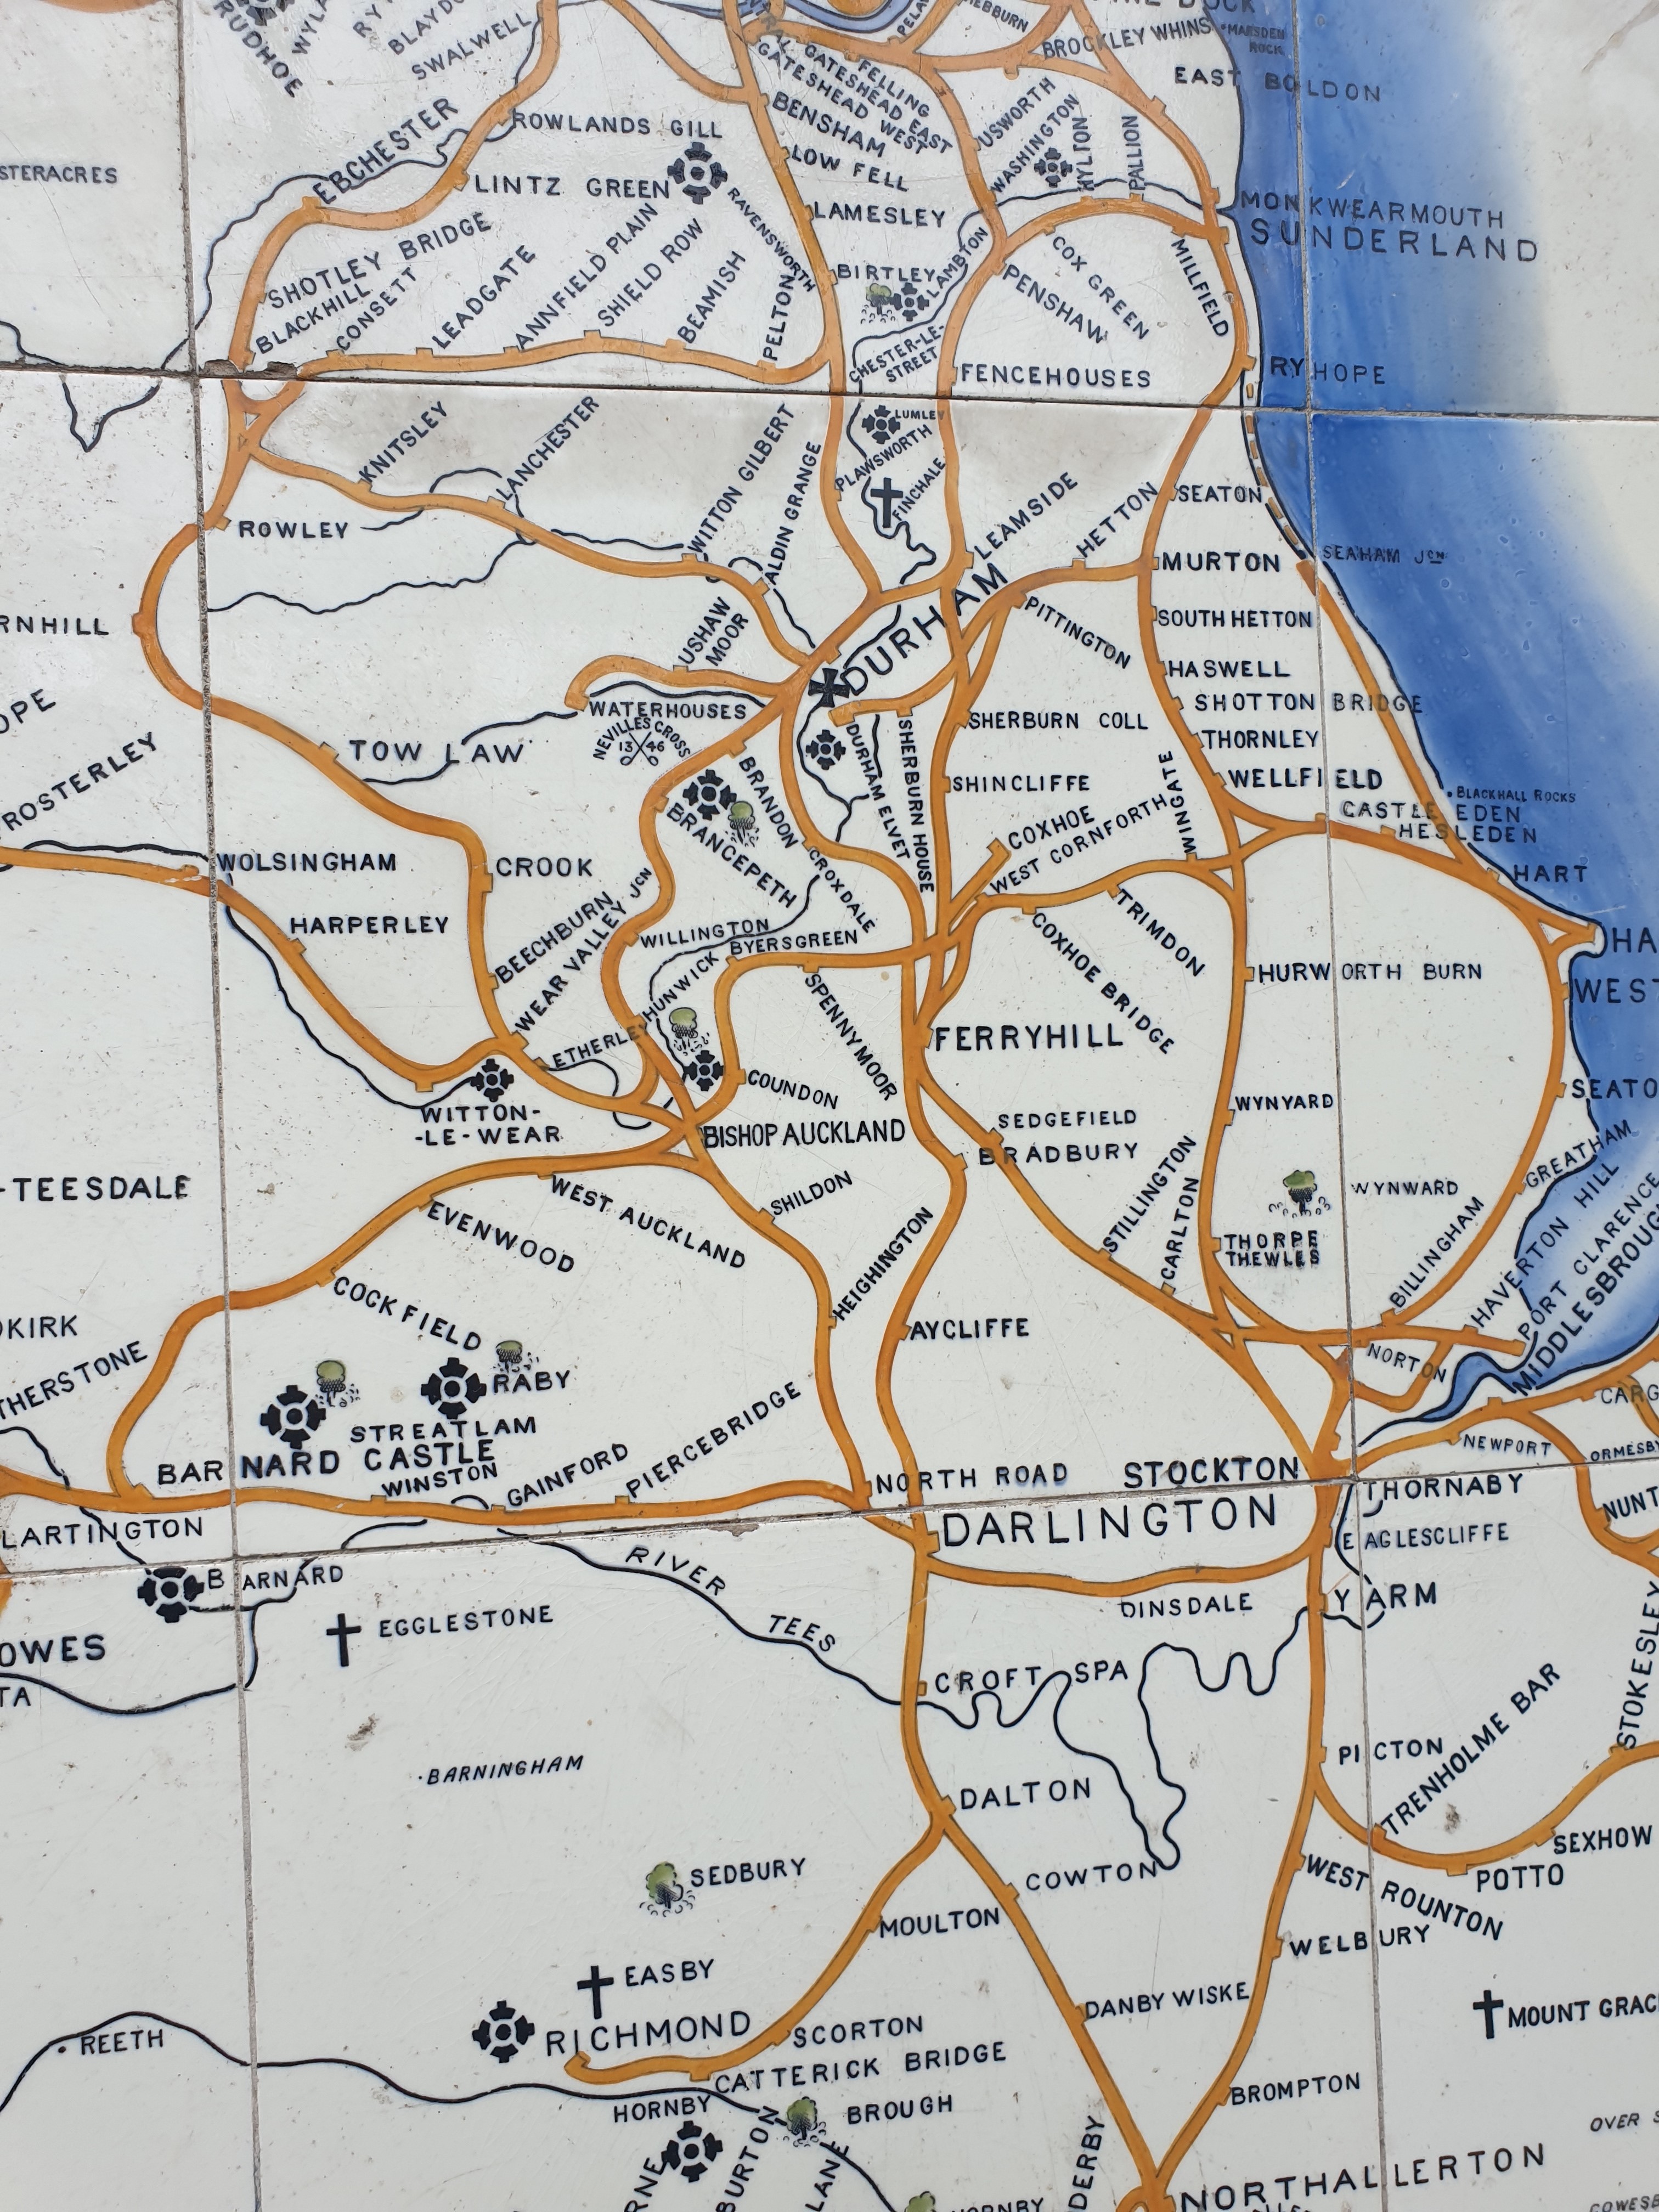 SWALWELL
HEBBURN
BROCKLEY WHINS
MARSDEN
ROCK
EAST BOLDON
FELLING
GATESHEAD EAST
GATESHEAD WEST
BENSHAM
USWORTH
WASHINGTON
HYLTON
PALLION
ROWLANDS GILL
EBCHESTER
LOW FELL
LINTZ GREEN
RAVENSWORTH
LAMESLEY
MONKWEARMOUTH
SUNDERLAND
SHOTLEY BRIDGE
BLACKHILL
CONSETT
LEADGATE
ANNFIELD PLAIN
SHIELD ROW
BEAMISH
PELTON
BIRTLEY
LAMBTON
COX GREEN
PENSHAW
MILLFIELD
CHESTER-LE-
STREET
FENCEHOUSES
RYHOPE
KNITSLEY
LANCHESTER
WITTON GILBERT
ALDIN GRANGE
LUMLEY
PLAWSWORTH
FINCHALE
LEAMSIDE
HETTON
SEATON
ROWLEY
MURTON
SEAHAM JCN
USHAW
MOOR
DURHAM
PITTINGTON
SOUTH HETTON
HASWELL
SHOTTON BRIDGE
WATERHOUSES
NEVILLES CROSS
13 46
TOW LAW
SHERBURN COLL
THORNLEY
BRANDON
DURHAM ELVET
SHERBURN HOUSE
SHINCLIFFE
WINGATE
WELLFIELD
BLACKHALL ROCKS
CASTLE EDEN
HESLEDEN
BRANCEPETH
CROXDALE
COXHOE
WEST CORNFORTH
HART
WOLSINGHAM
CROOK
HARPERLEY
BEECHBURN
WEAR VALLEY JCN
WILLINGTON
BYERSGREEN
HUNWICK
SPENNYMOOR
COXHOE BRIDGE
TRIMDON
HURWORTH BURN
FERRYHILL
ETHERLEY
WITTON-
-LE-WEAR
COUNDON
BISHOP AUCKLAND
SEDGEFIELD
BRADBURY
WYNYARD
GREATHAM
WYNWARD
WEST AUCKLAND
SHILDON
EVENWOOD
HEIGHINGTON
STILLINGTON
CARLTON
THORPE
THEWLES
BILLINGHAM
HAVERTON HILL
PORT CLARENCE
MIDDLESBROUGH
COCKFIELD
AYCLIFFE
NORTON
RABY
STREATLAM
BARNARD CASTLE
WINSTON
GAINFORD
PIERCEBRIDGE
NORTH ROAD
STOCKTON
NEWPORT
THORNABY
LARTINGTON
DARLINGTON
EAGLESCLIFFE
BARNARD
RIVER TEES
DINSDALE
YARM
EGGLESTONE
CROFT SPA
STOKESLEY
BARNINGHAM
PICTON
TRENHOLME BAR
DALTON
SEXHOW
POTTO
SEDBURY
COWTON
WEST ROUNTON
MOULTON
WELBURY
EASBY
DANBY WISKE
RICHMOND
SCORTON
REETH
CATTERICK BRIDGE
BROMPTON
HORNBY
BROUGH
NORTHALLERTON